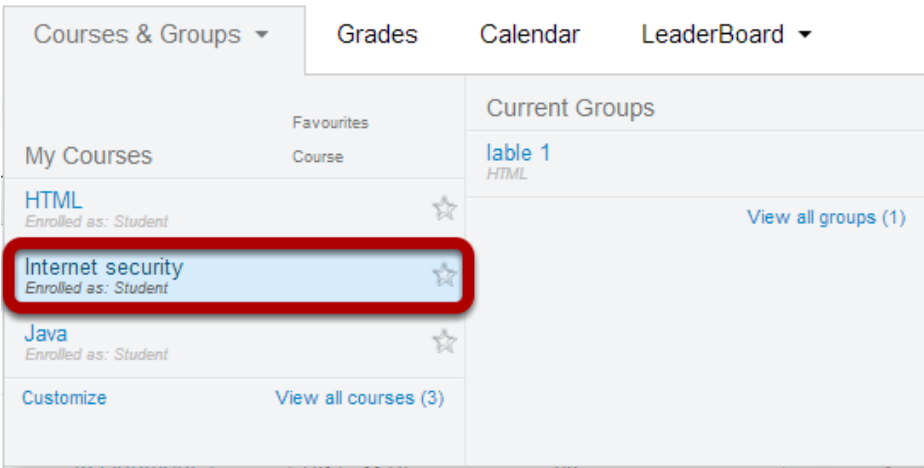 Courses & Groups Grades Calendar LeaderBoard
Favourites
My Courses Course
HTML
Enrolled as: Student
Internet security
Enrolled as: Student
Java
Enrolled as: Student
Customize View all courses (3)
Current Groups
lable 1
HTML
View all groups (1)